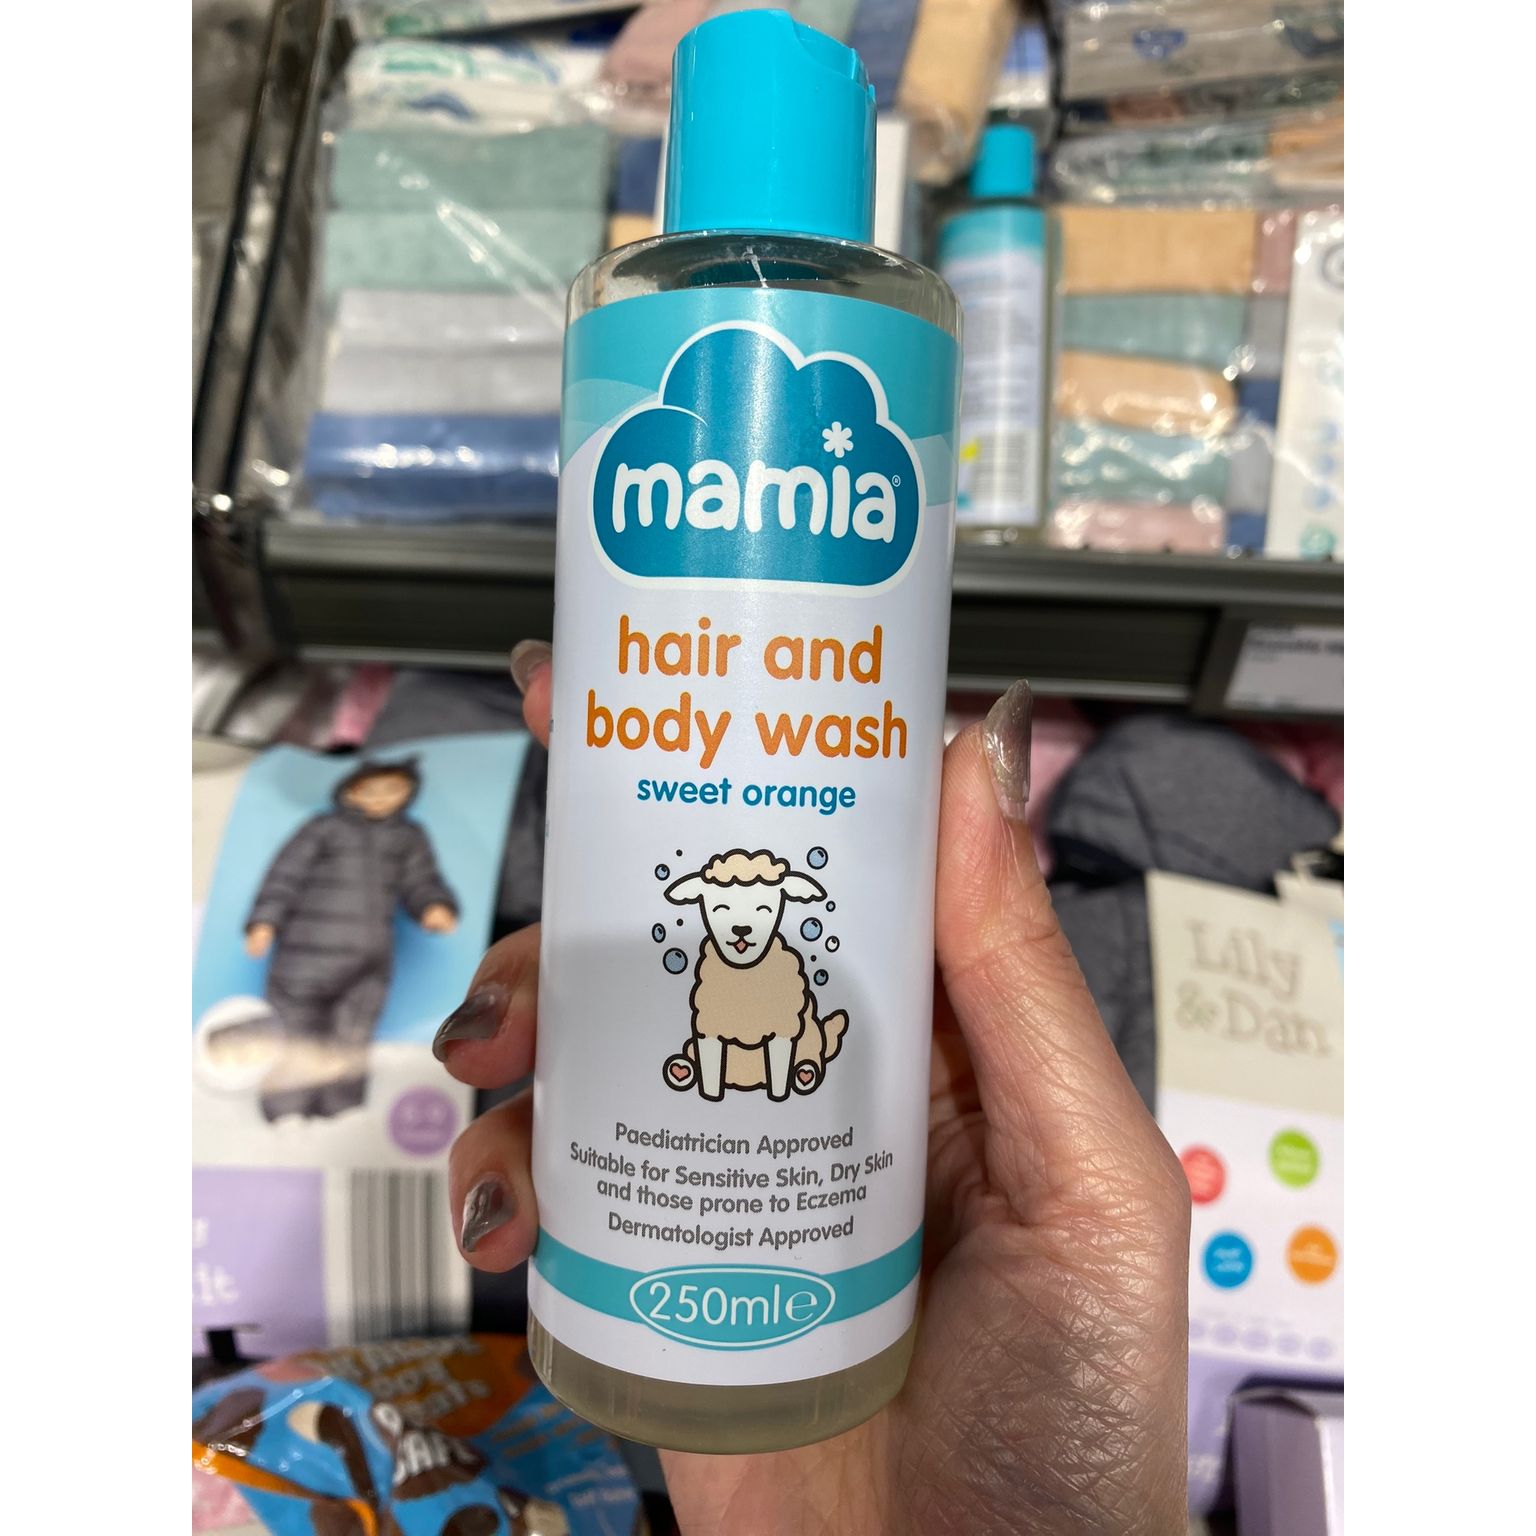 mamia®
hair and
body wash
sweet orange
Paediatrician Approved
Suitable for Sensitive Skin, Dry Skin
and those prone to Eczema
Dermatologist Approved
250ml℮
Lily
&Dan